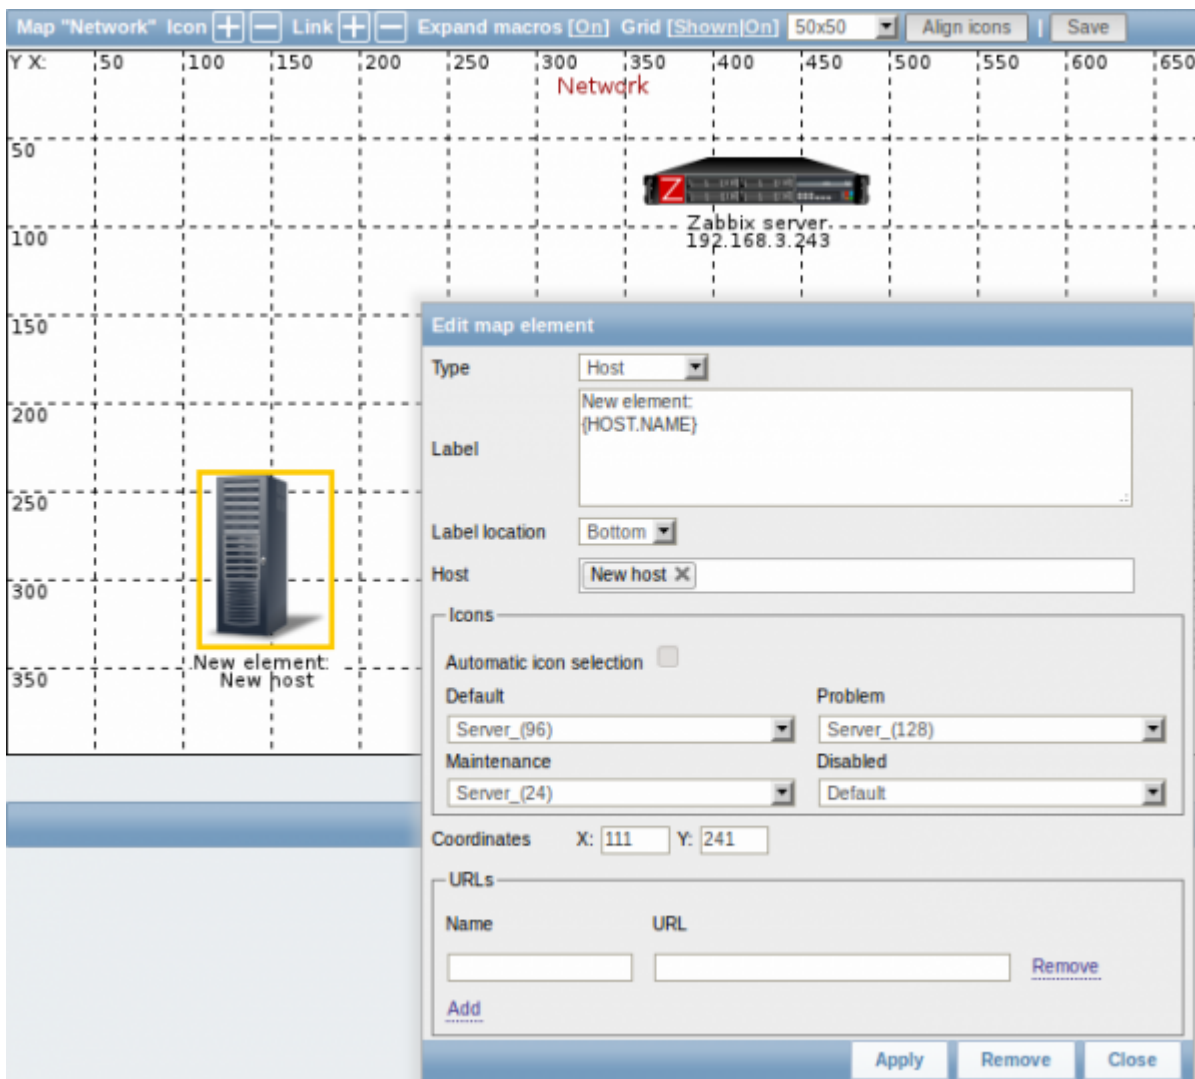 Map "Network" Icon + − Link + − Expand macros [On] Grid [Shown|On] 50x50 Align icons | Save
Y X: 50 100 150 200 250 300 350 400 450 500 550 600 650
Network
50
Z
Zabbix server
192.168.3.243
100
150
200
250
300
350
New element:
New host
Edit map element
Type Host
Label
New element:
{HOST.NAME}
Label location Bottom
Host New host
Icons
Automatic icon selection
Default Problem
Server_(96) Server_(128)
Maintenance Disabled
Server_(24) Default
Coordinates X: 111 Y: 241
URLs
Name URL
Remove
Add
Apply Remove Close